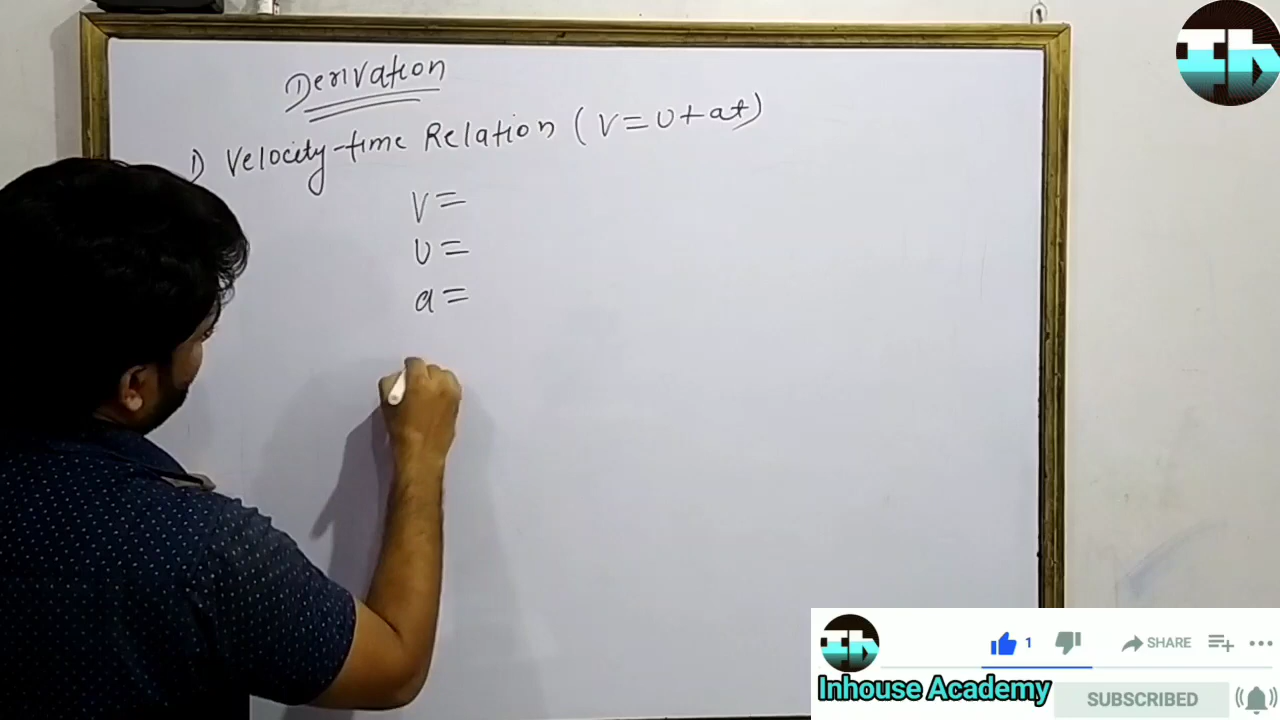 Derivation
1) Velocity-time Relation (v=u+at)
v=
u=
a=
1
SHARE
Inhouse Academy
SUBSCRIBED